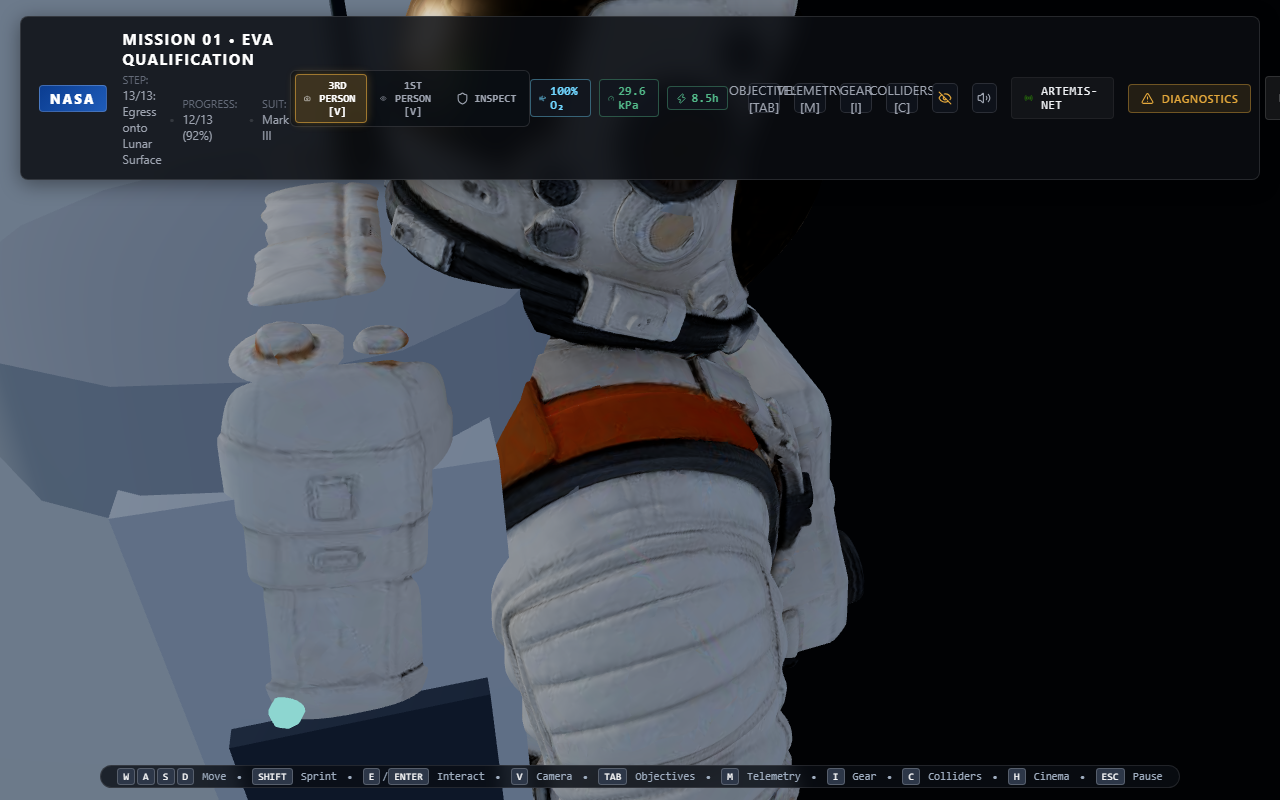 MISSION 01 • EVA
QUALIFICATION
NASA
STEP:
13/13:
Egress
onto
Lunar
Surface
•
PROGRESS:
12/13
(92%)
•
SUIT:
Mark
III
3RD
PERSON
[V]
1ST
PERSON
[V]
INSPECT
100%
O₂
29.6
kPa
8.5h
OBJECTIVES
[TAB]
TELEMETRY
[M]
GEAR
[I]
COLLIDERS
[C]
ARTEMIS-
NET
DIAGNOSTICS
W A S D Move • SHIFT Sprint • E / ENTER Interact • V Camera • TAB Objectives • M Telemetry • I Gear • C Colliders • H Cinema • ESC Pause